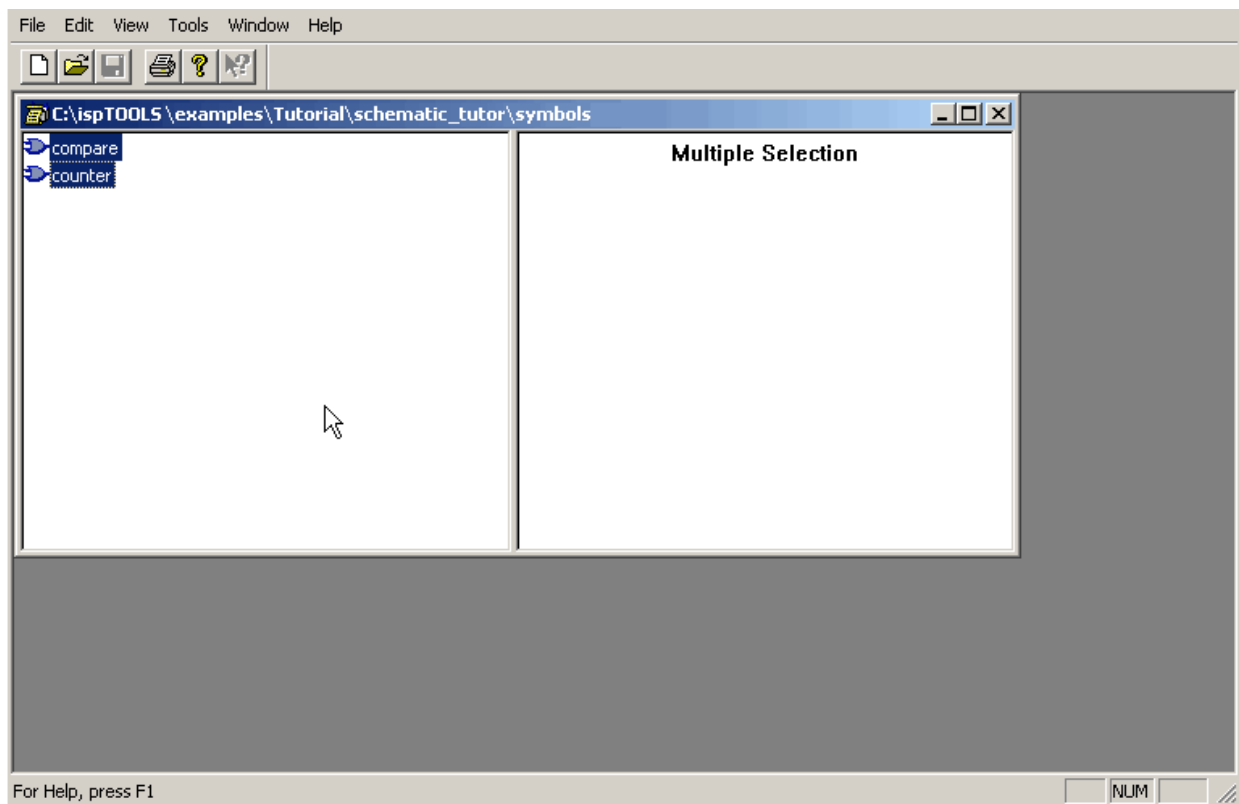 File Edit View Tools Window Help
C:\ispTOOLS\examples\Tutorial\schematic_tutor\symbols
compare
counter
Multiple Selection
For Help, press F1
NUM